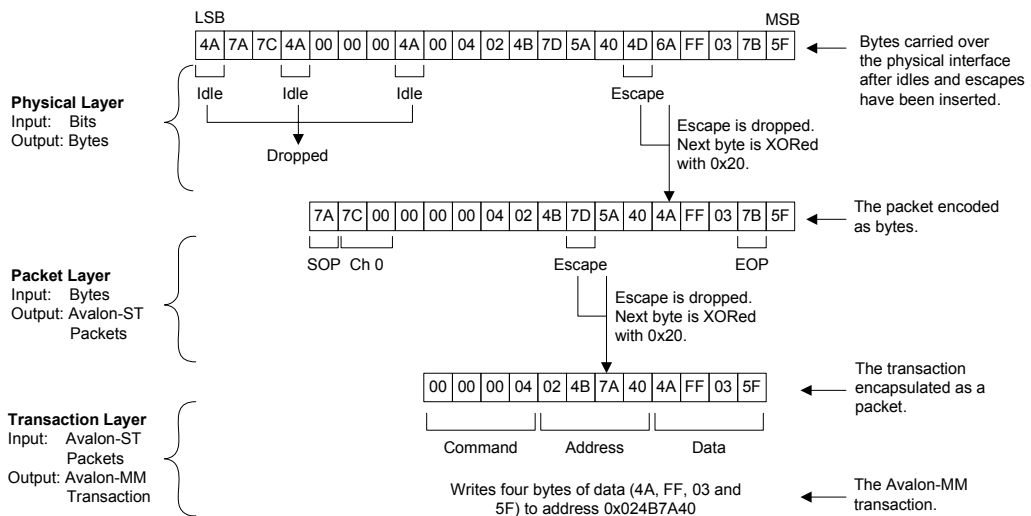 LSB MSB
4A 7A 7C 4A 00 00 00 4A 00 04 02 4B 7D 5A 40 4D 6A FF 03 7B 5F
Bytes carried over
the physical interface
after idles and escapes
have been inserted.
Physical Layer
Input: Bits
Output: Bytes
Idle Idle Idle Escape
Dropped
Escape is dropped.
Next byte is XORed
with 0x20.
7A 7C 00 00 00 00 04 02 4B 7D 5A 40 4A FF 03 7B 5F
The packet encoded
as bytes.
SOP Ch 0 Escape EOP
Packet Layer
Input: Bytes
Output: Avalon-ST
Packets
Escape is dropped.
Next byte is XORed
with 0x20.
00 00 00 04 02 4B 7A 40 4A FF 03 5F
The transaction
encapsulated as a
packet.
Transaction Layer
Input: Avalon-ST
Packets
Output: Avalon-MM
Transaction
Command Address Data
Writes four bytes of data (4A, FF, 03 and
5F) to address 0x024B7A40
The Avalon-MM
transaction.